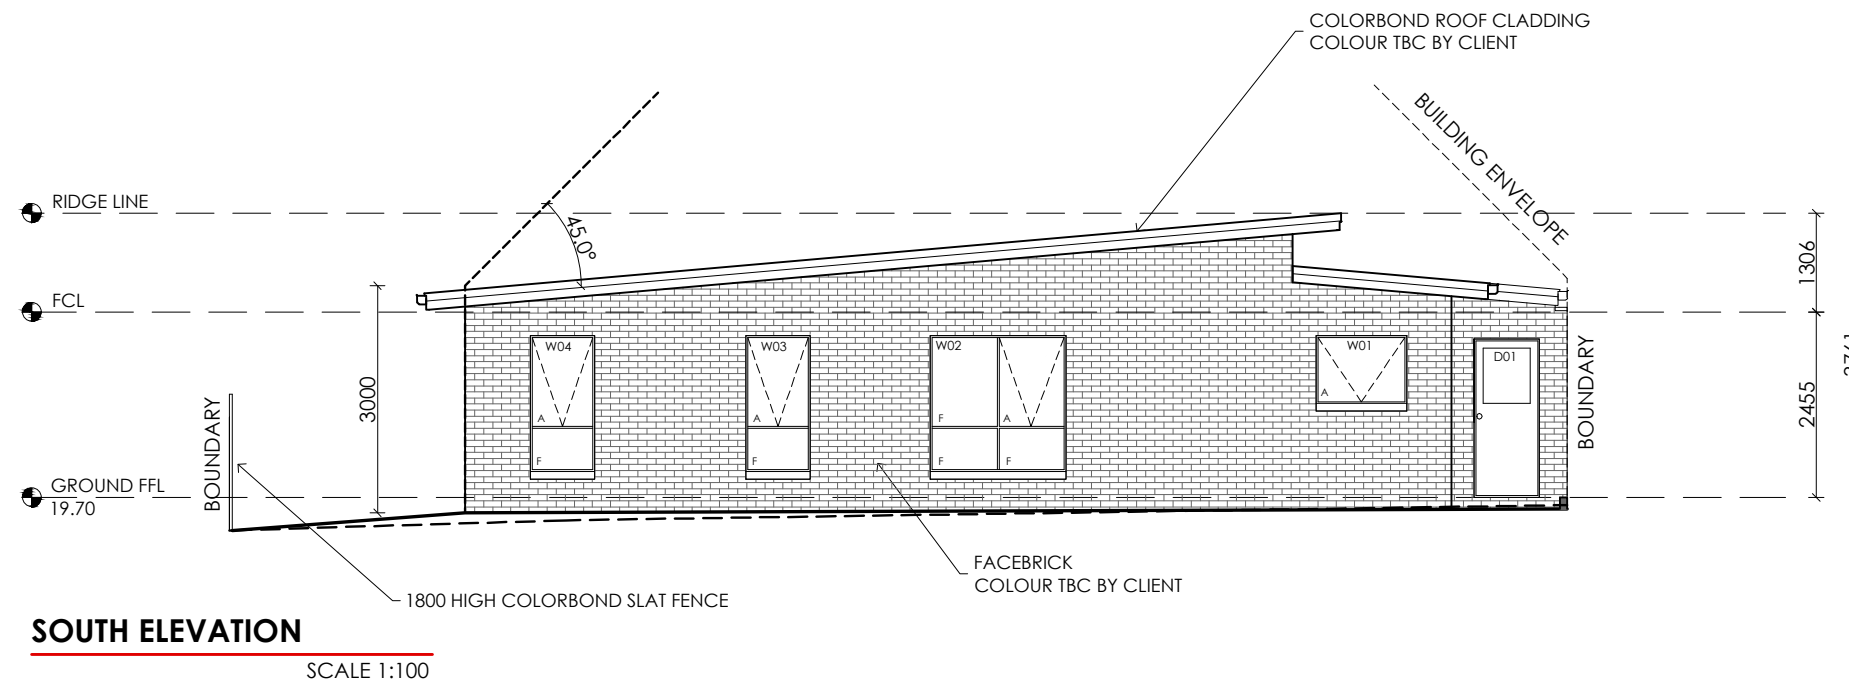 COLORBOND ROOF CLADDING
COLOUR TBC BY CLIENT
BUILDING ENVELOPE
RIDGE LINE
45.0°
1306
FCL
W04
W03
W02
W01
D01
A
A
F
A
A
F
F
F
F
3000
BOUNDARY
BOUNDARY
2455
GROUND FFL
19.70
FACEBRICK
COLOUR TBC BY CLIENT
1800 HIGH COLORBOND SLAT FENCE
SOUTH ELEVATION
SCALE 1:100